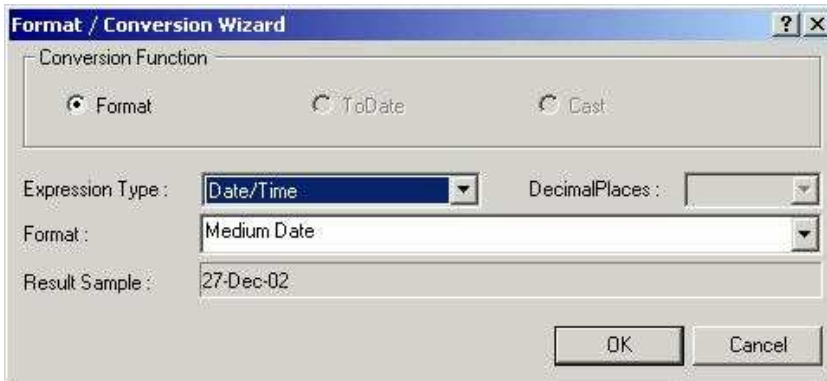 Format / Conversion Wizard
Conversion Function
Format ToDate Cast
Expression Type : Date/Time DecimalPlaces :
Format : Medium Date
Result Sample : 27-Dec-02
OK Cancel